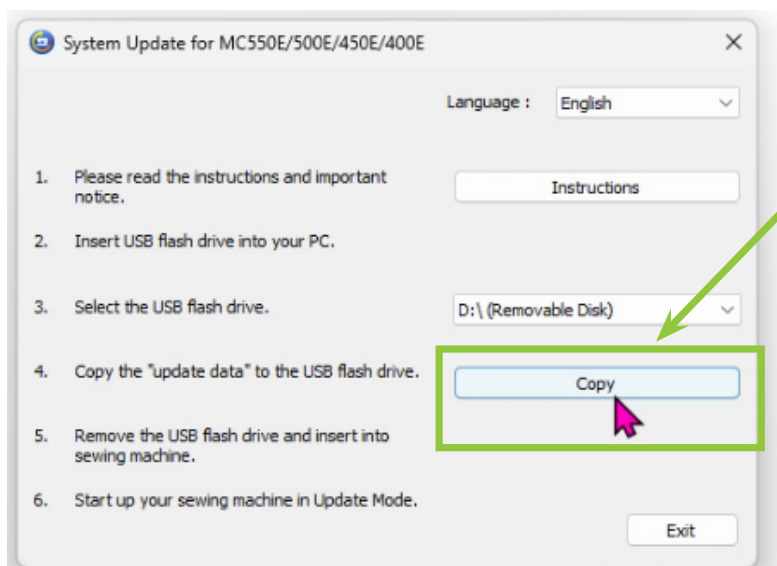 System Update for MC550E/500E/450E/400E
Language : English
1. Please read the instructions and important
notice.
Instructions
2. Insert USB flash drive into your PC.
3. Select the USB flash drive. D:\ (Removable Disk)
4. Copy the "update data" to the USB flash drive. Copy
5. Remove the USB flash drive and insert into
sewing machine.
6. Start up your sewing machine in Update Mode.
Exit